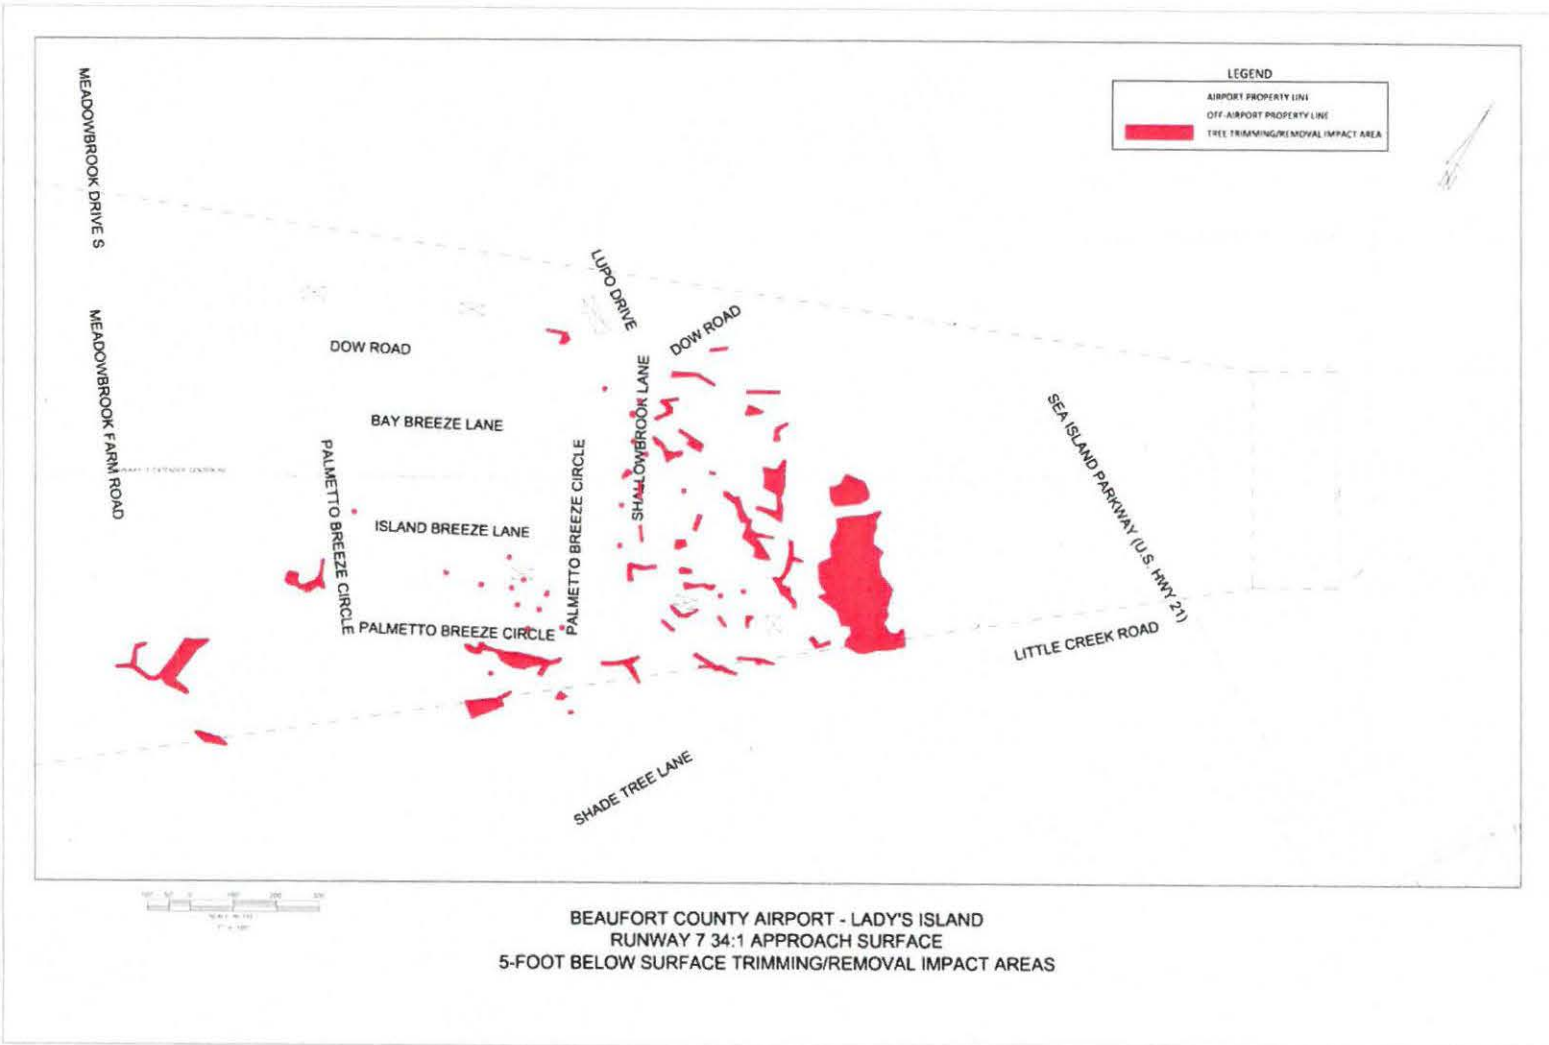 LEGEND
AIRPORT PROPERTY LINE
OFF-AIRPORT PROPERTY LINE
TREE TRIMMING/REMOVAL IMPACT AREA
MEADOWBROOK DRIVE S
LUPO DRIVE
DOW ROAD
MEADOWBROOK FARM ROAD
DOW ROAD
SHALLOWBROOK LANE
BAY BREEZE LANE
SEA ISLAND PARKWAY (U.S. HWY 21)
PALMETTO BREEZE CIRCLE
PALMETTO BREEZE CIRCLE
ISLAND BREEZE LANE
PALMETTO BREEZE CIRCLE
LITTLE CREEK ROAD
SHADE TREE LANE
BEAUFORT COUNTY AIRPORT - LADY'S ISLAND
RUNWAY 7 34:1 APPROACH SURFACE
5-FOOT BELOW SURFACE TRIMMING/REMOVAL IMPACT AREAS